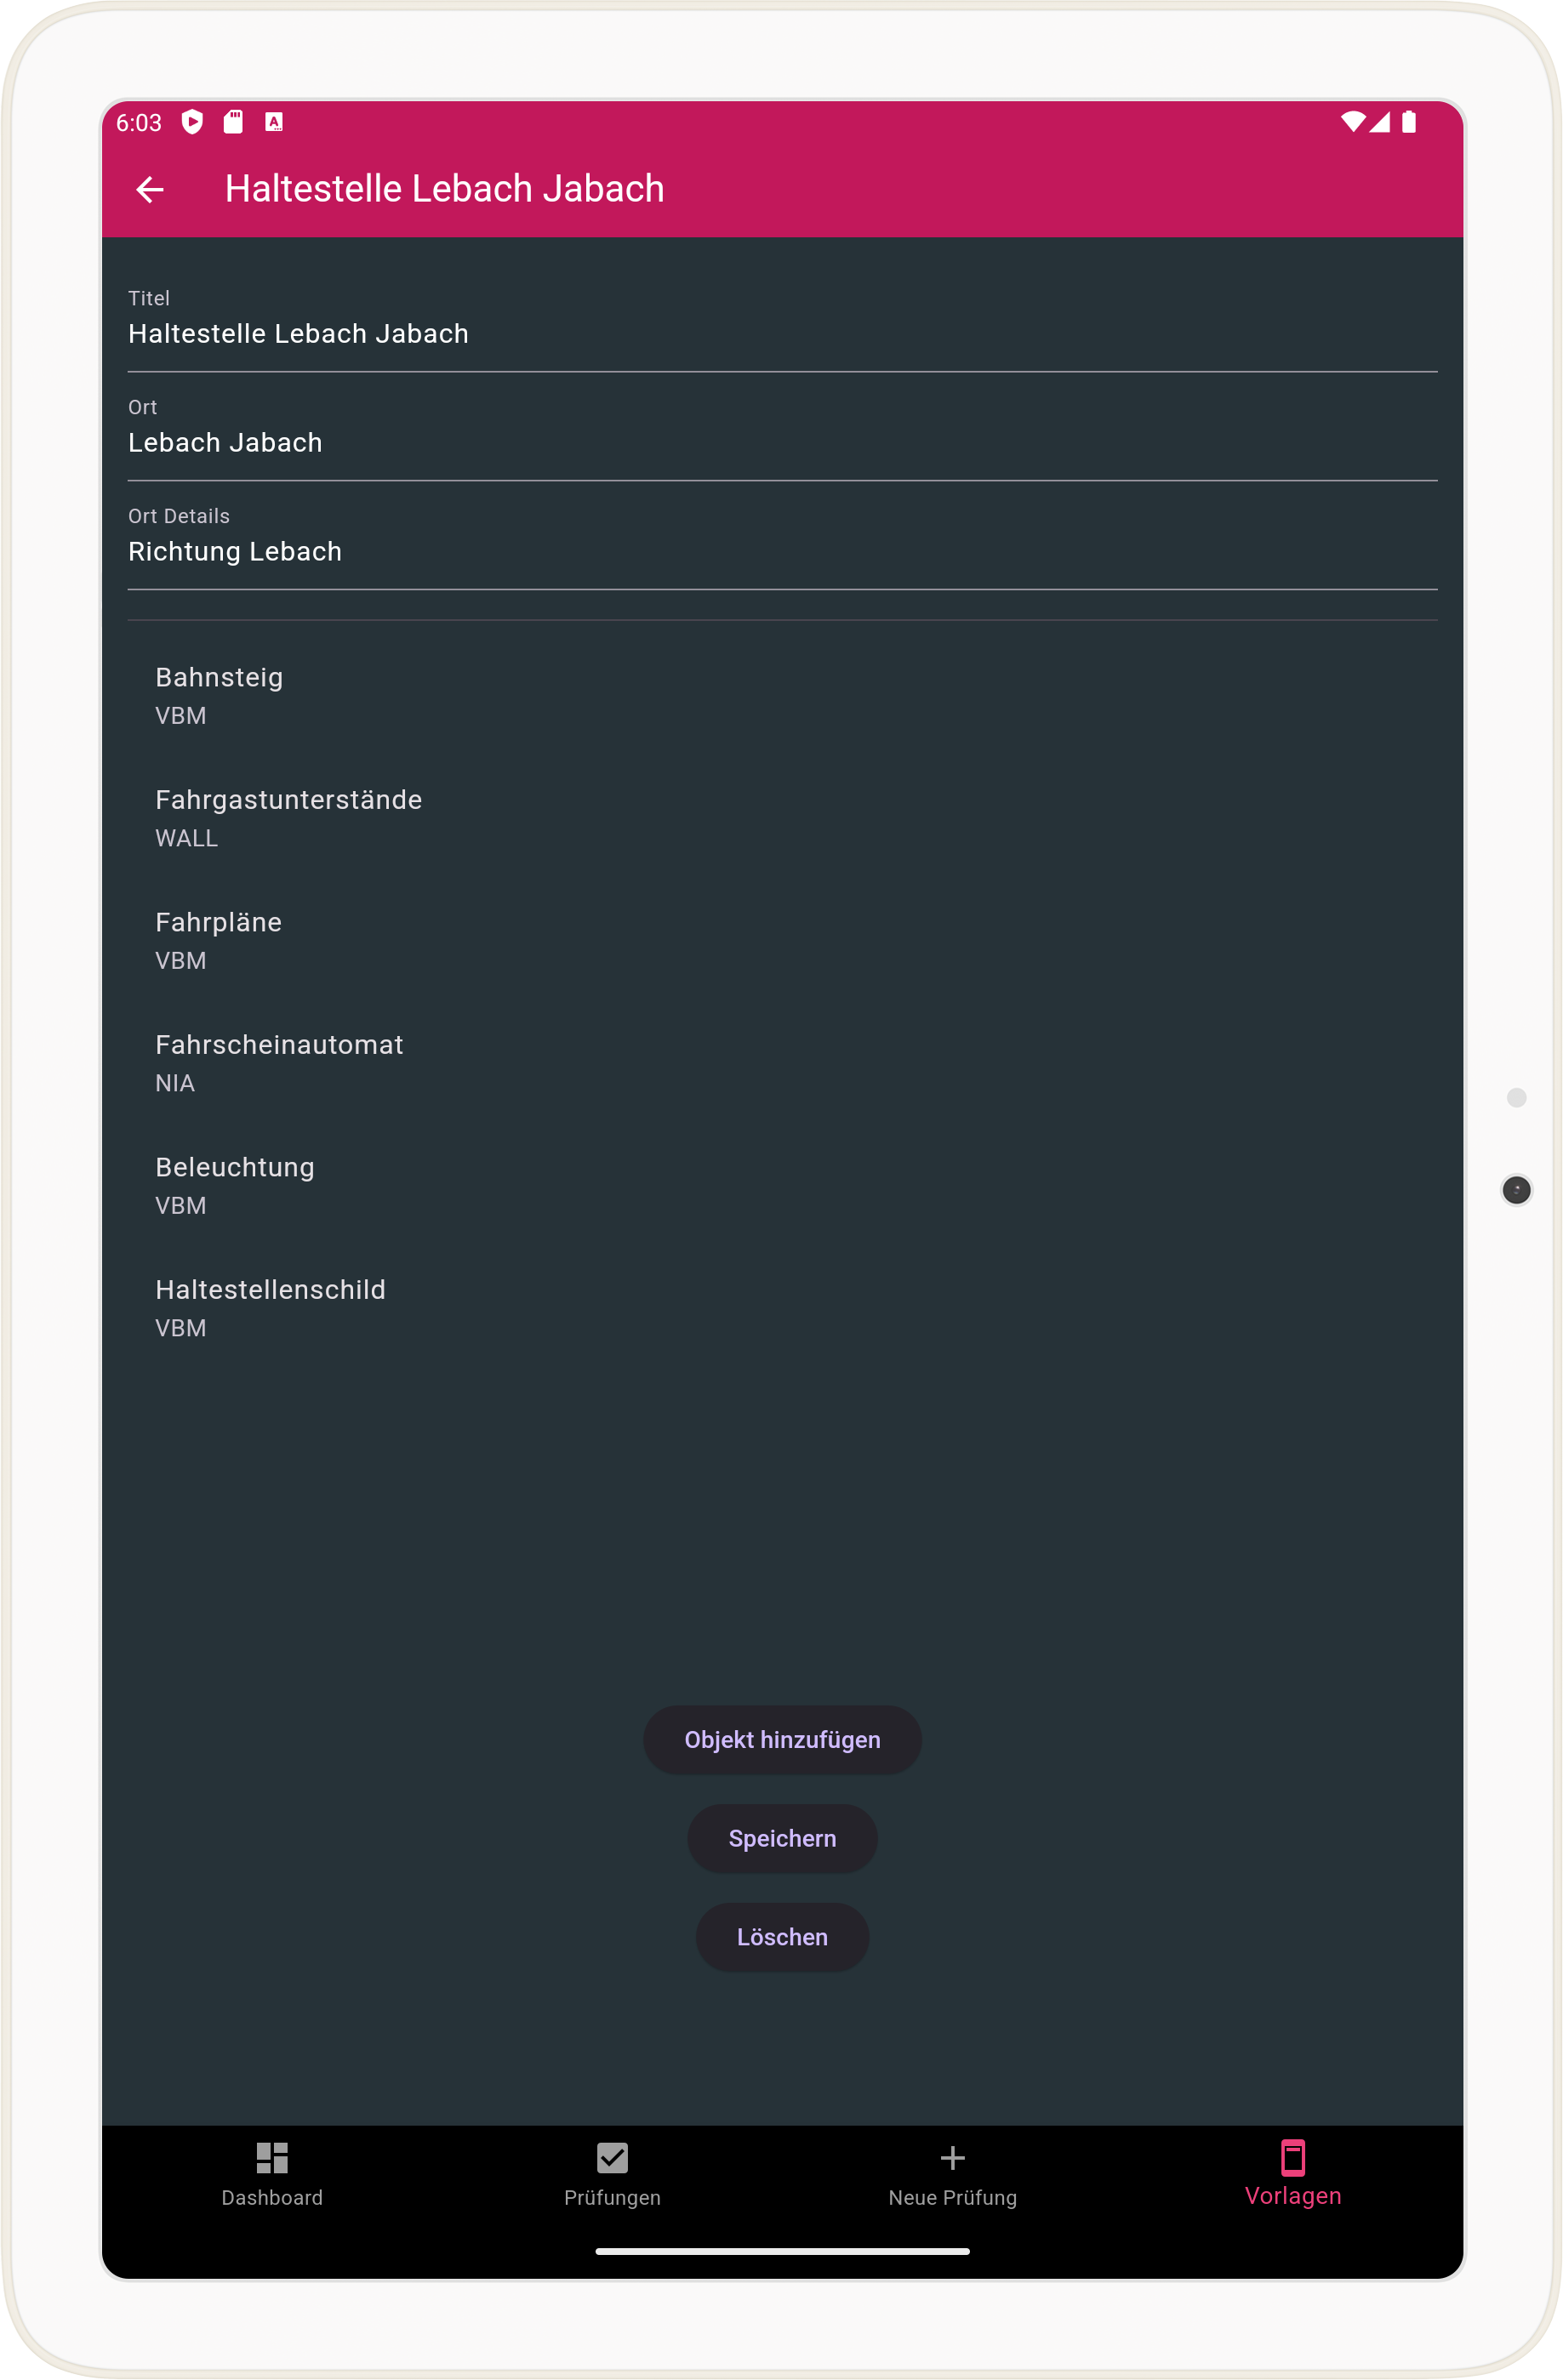 6:03
Haltestelle Lebach Jabach
Titel
Haltestelle Lebach Jabach
Ort
Lebach Jabach
Ort Details
Richtung Lebach
Bahnsteig
VBM
Fahrgastunterstände
WALL
Fahrpläne
VBM
Fahrscheinautomat
NIA
Beleuchtung
VBM
Haltestellenschild
VBM
Objekt hinzufügen
Speichern
Löschen
Dashboard
Prüfungen
Neue Prüfung
Vorlagen